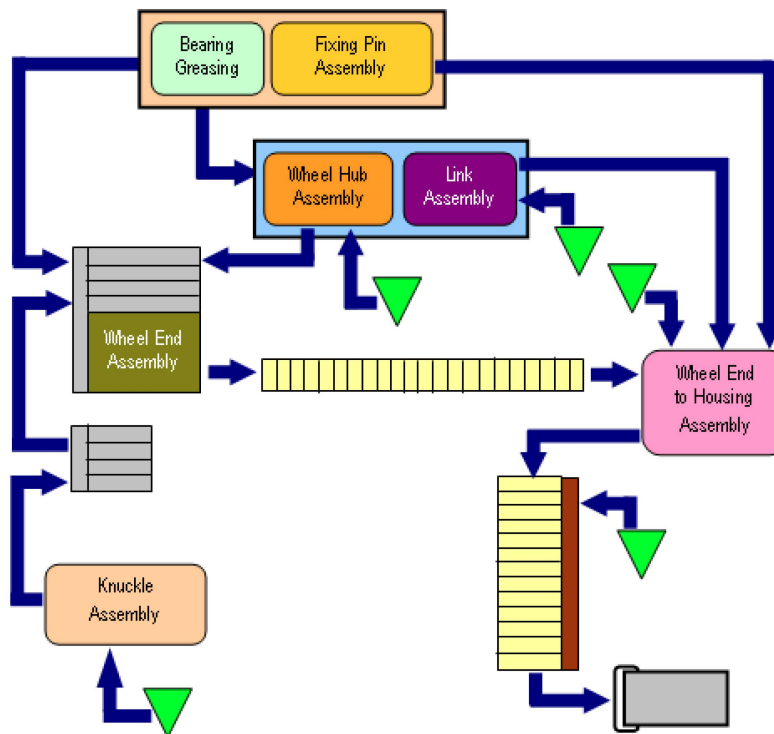 Bearing
Greasing
Fixing Pin
Assembly
Wheel Hub
Assembly
Link
Assembly
Wheel End
Assembly
Wheel End
to Housing
Assembly
Knuckle
Assembly